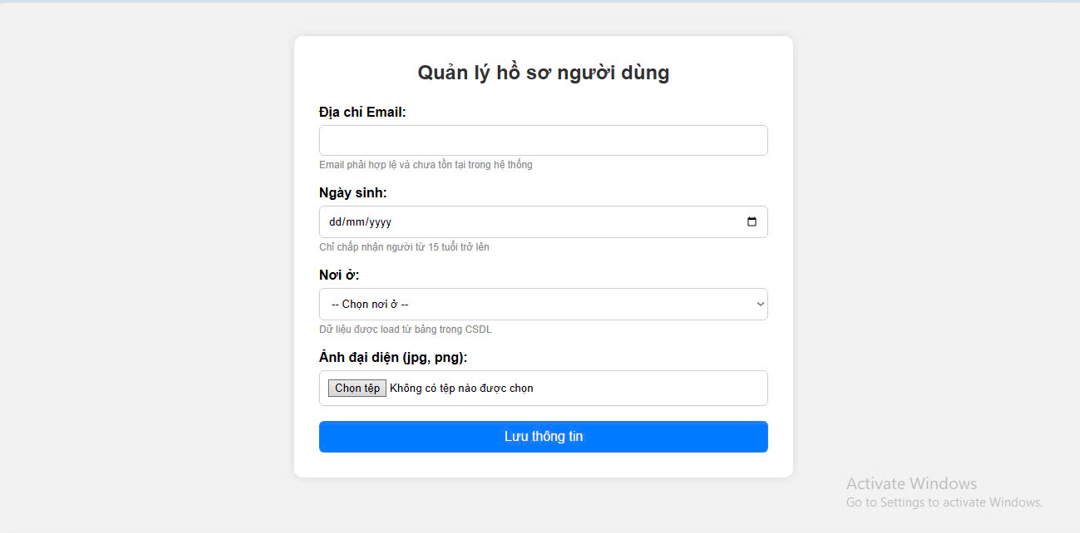 Quản lý hồ sơ người dùng
Địa chỉ Email:
Email phải hợp lệ và chưa tồn tại trong hệ thống
Ngày sinh:
dd/mm/yyyy
Chỉ chấp nhận người từ 15 tuổi trở lên
Nơi ở:
-- Chọn nơi ở --
Dữ liệu được load từ bảng trong CSDL
Ảnh đại diện (jpg, png):
Chọn tệp Không có tệp nào được chọn
Lưu thông tin
Activate Windows
Go to Settings to activate Windows.